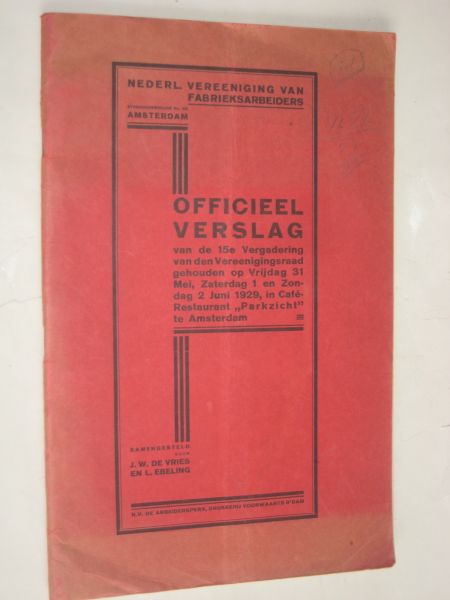 NEDERL. VEREENIGING VAN
FABRIEKSARBEIDERS
AMSTERDAM
OFFICIEEL
VERSLAG
van de 15e Vergadering
van den Vereenigingsraad
gehouden op Vrijdag 31
Mei, Zaterdag 1 en Zon-
dag 2 Juni 1929, in Café-
Restaurant „Parkzicht"
te Amsterdam
SAMENGESTELD
DOOR
J. W. DE VRIES
EN L. EBELING
N.V. DE ARBEIDERSPERS, DRUKKERIJ VOORWAARTS R'DAM